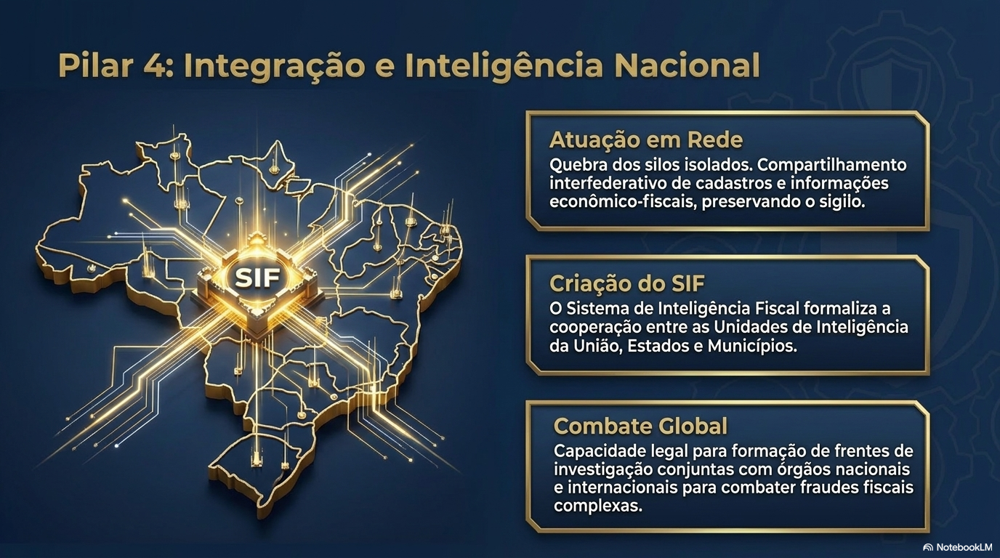 Pilar 4: Integração e Inteligência Nacional
SIF
Atuação em Rede
Quebra dos silos isolados. Compartilhamento
interfederativo de cadastros e informações
econômico-fiscais, preservando o sigilo.
Criação do SIF
O Sistema de Inteligência Fiscal formaliza a
cooperação entre as Unidades de Inteligência
da União, Estados e Municípios.
Combate Global
Capacidade legal para formação de frentes de
investigação conjuntas com órgãos nacionais
e internacionais para combater fraudes fiscais
complexas.
NotebookLM